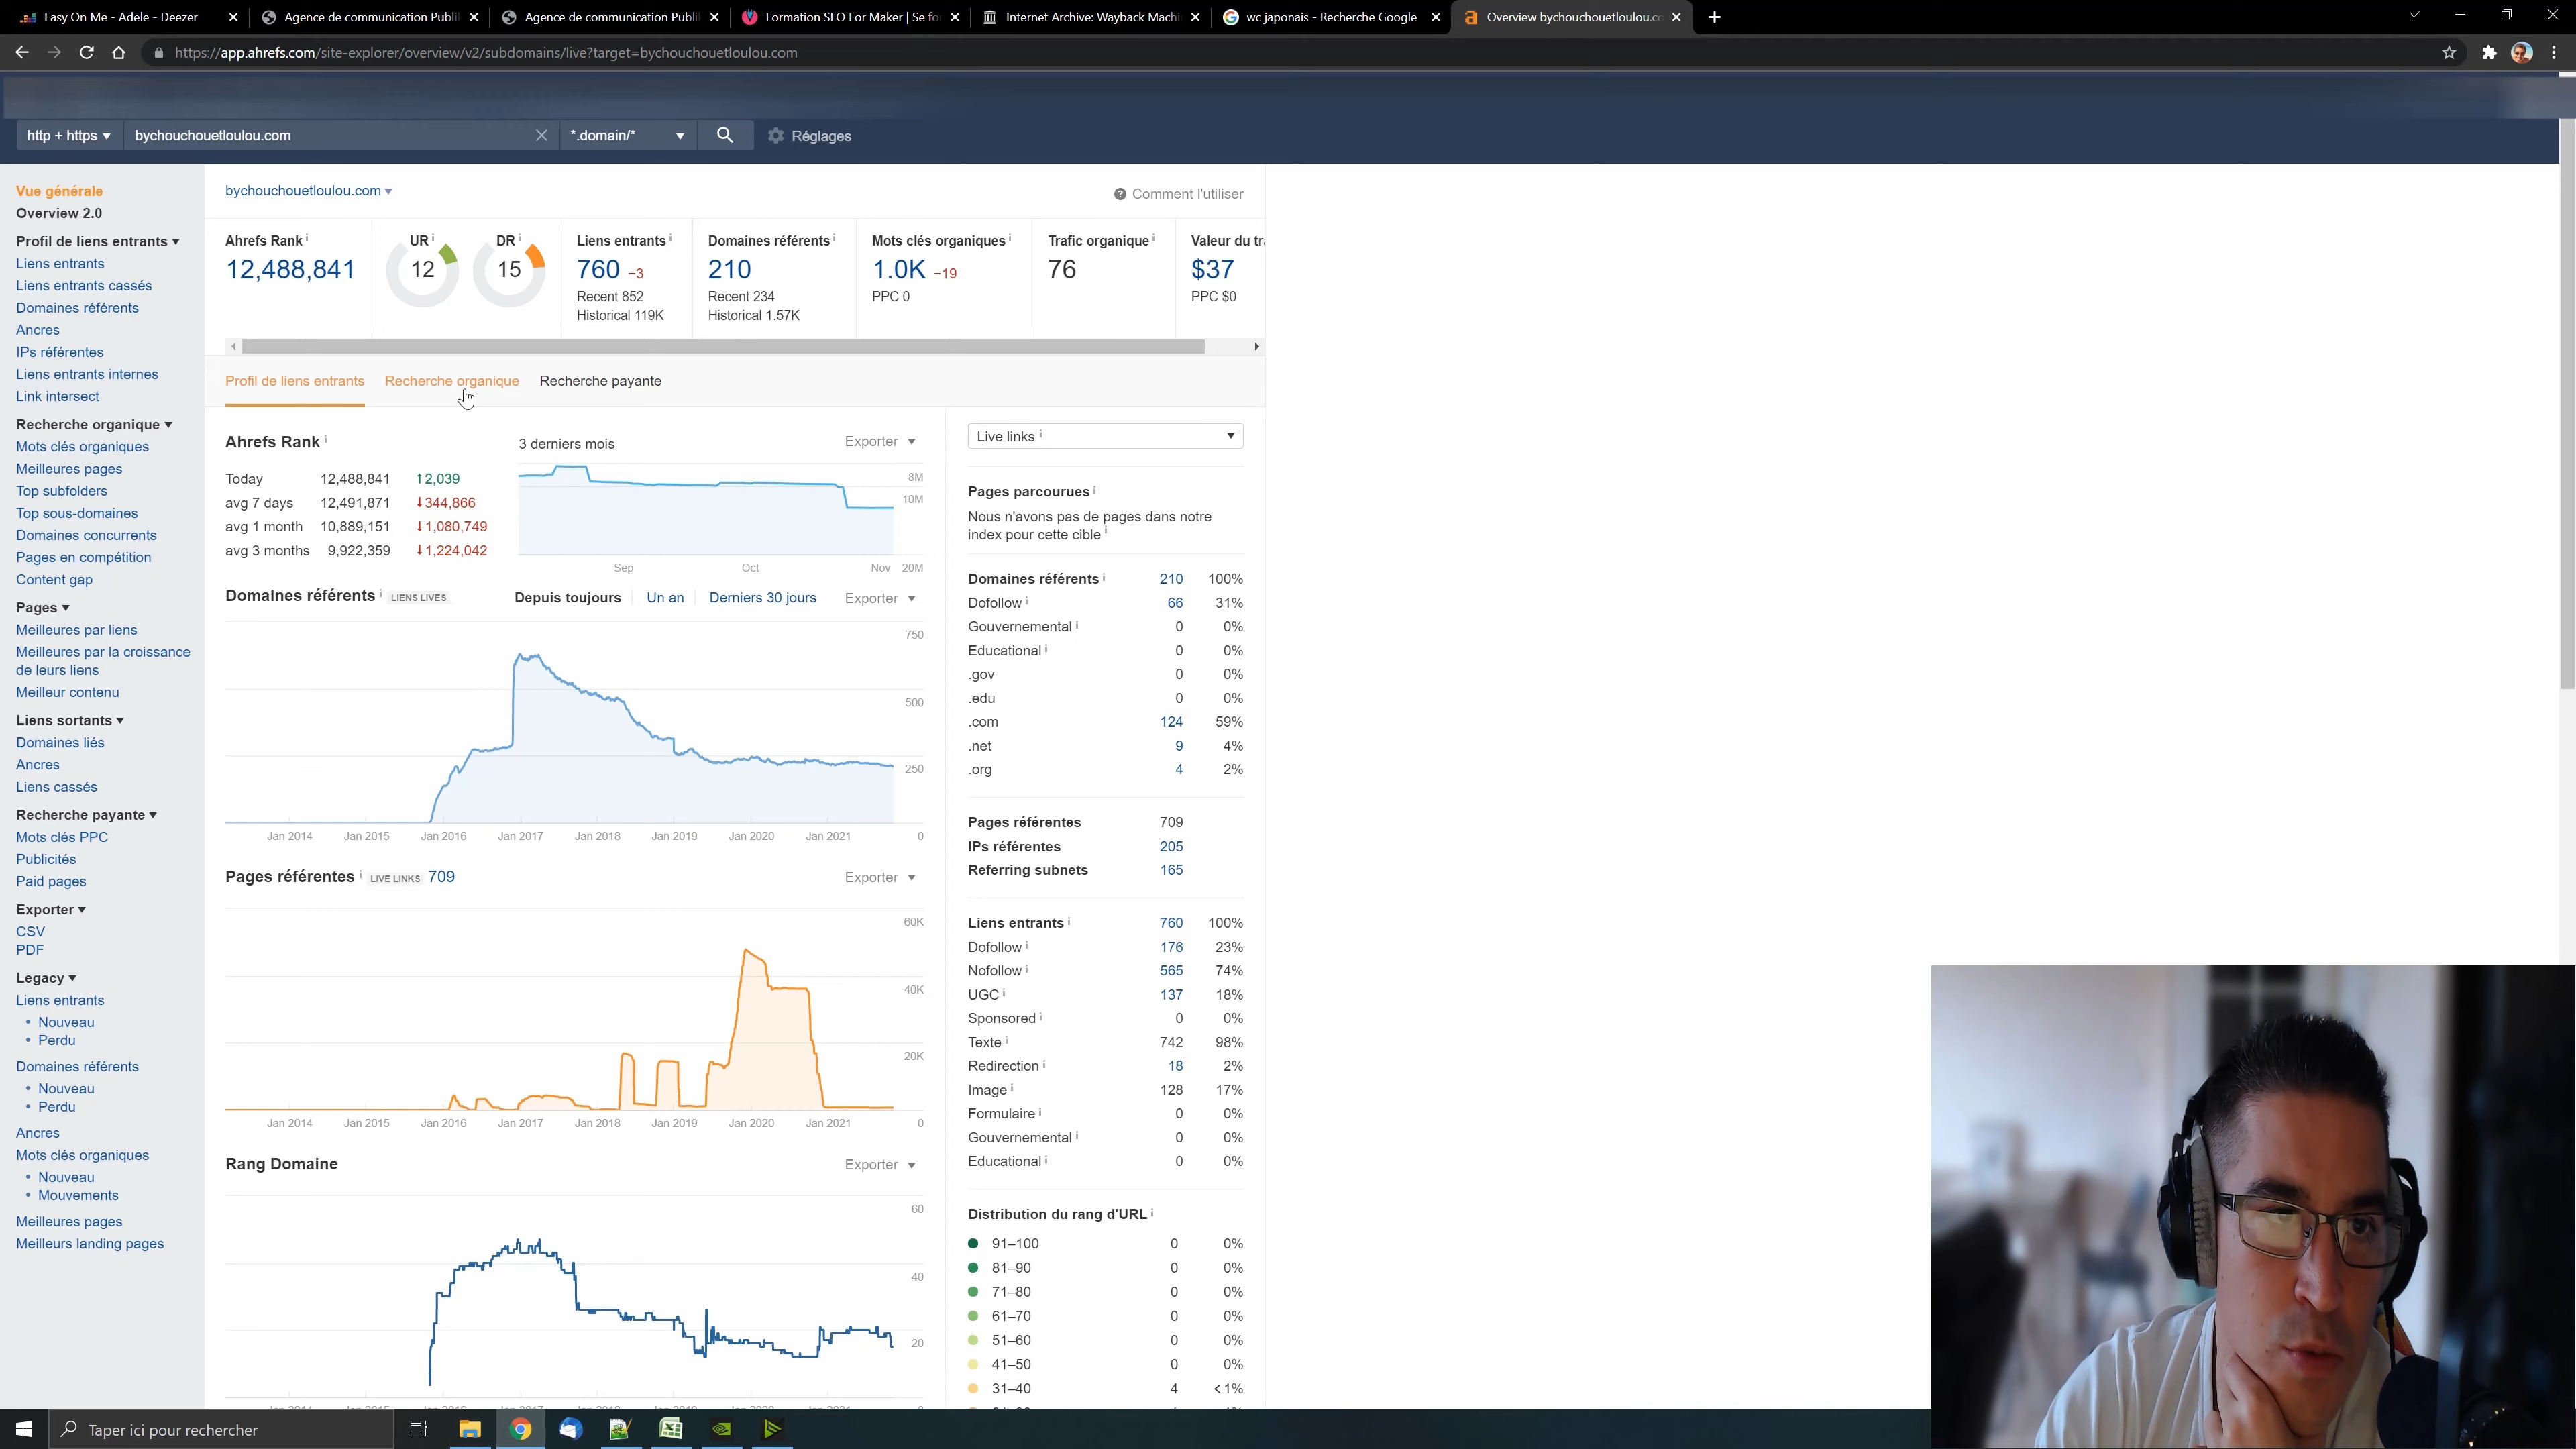 Easy On Me - Adele - Deezer
Agence de communication Publi
Agence de communication Publi
Formation SEO For Maker | Se fo
Internet Archive: Wayback Machi
wc japonais - Recherche Google
Overview bychouchouetloulou.co
https://app.ahrefs.com/site-explorer/overview/v2/subdomains/live?target=bychouchouetloulou.com
http + https
bychouchouetloulou.com
*.domain/*
Réglages
Vue générale
Overview 2.0
Profil de liens entrants
Liens entrants
Liens entrants cassés
Domaines référents
Ancres
IPs référentes
Liens entrants internes
Link intersect
Recherche organique
Mots clés organiques
Meilleures pages
Top subfolders
Top sous-domaines
Domaines concurrents
Pages en compétition
Content gap
Pages
Meilleures par liens
Meilleures par la croissance
de leurs liens
Meilleur contenu
Liens sortants
Domaines liés
Ancres
Liens cassés
Recherche payante
Mots clés PPC
Publicités
Paid pages
Exporter
CSV
PDF
Legacy
Liens entrants
• Nouveau
• Perdu
Domaines référents
• Nouveau
• Perdu
Ancres
Mots clés organiques
• Nouveau
• Mouvements
Meilleures pages
Meilleurs landing pages
bychouchouetloulou.com
Comment l'utiliser
Ahrefs Rank
12,488,841
UR
12
DR
15
Liens entrants
760 -3
Recent 852
Historical 119K
Domaines référents
210
Recent 234
Historical 1.57K
Mots clés organiques
1.0K -19
PPC 0
Trafic organique
76
Valeur du tra
$37
PPC $0
Profil de liens entrants Recherche organique Recherche payante
Ahrefs Rank
3 derniers mois
Exporter
Today 12,488,841 ↑2,039
avg 7 days 12,491,871 ↓344,866
avg 1 month 10,889,151 ↓1,080,749
avg 3 months 9,922,359 ↓1,224,042
8M
10M
Sep Oct Nov 20M
Domaines référents LIENS LIVES
Depuis toujours Un an Derniers 30 jours Exporter
750
500
250
Jan 2014 Jan 2015 Jan 2016 Jan 2017 Jan 2018 Jan 2019 Jan 2020 Jan 2021 0
Pages référentes LIVE LINKS 709
Exporter
60K
40K
20K
Jan 2014 Jan 2015 Jan 2016 Jan 2017 Jan 2018 Jan 2019 Jan 2020 Jan 2021 0
Rang Domaine
Exporter
60
40
20
Live links
Pages parcourues
Nous n'avons pas de pages dans notre
index pour cette cible
Domaines référents 210 100%
Dofollow 66 31%
Gouvernemental 0 0%
Educational 0 0%
.gov 0 0%
.edu 0 0%
.com 124 59%
.net 9 4%
.org 4 2%
Pages référentes 709
IPs référentes 205
Referring subnets 165
Liens entrants 760 100%
Dofollow 176 23%
Nofollow 565 74%
UGC 137 18%
Sponsored 0 0%
Texte 742 98%
Redirection 18 2%
Image 128 17%
Formulaire 0 0%
Gouvernemental 0 0%
Educational 0 0%
Distribution du rang d'URL
91–100 0 0%
81–90 0 0%
71–80 0 0%
61–70 0 0%
51–60 0 0%
41–50 0 0%
31–40 4 <1%
Taper ici pour rechercher